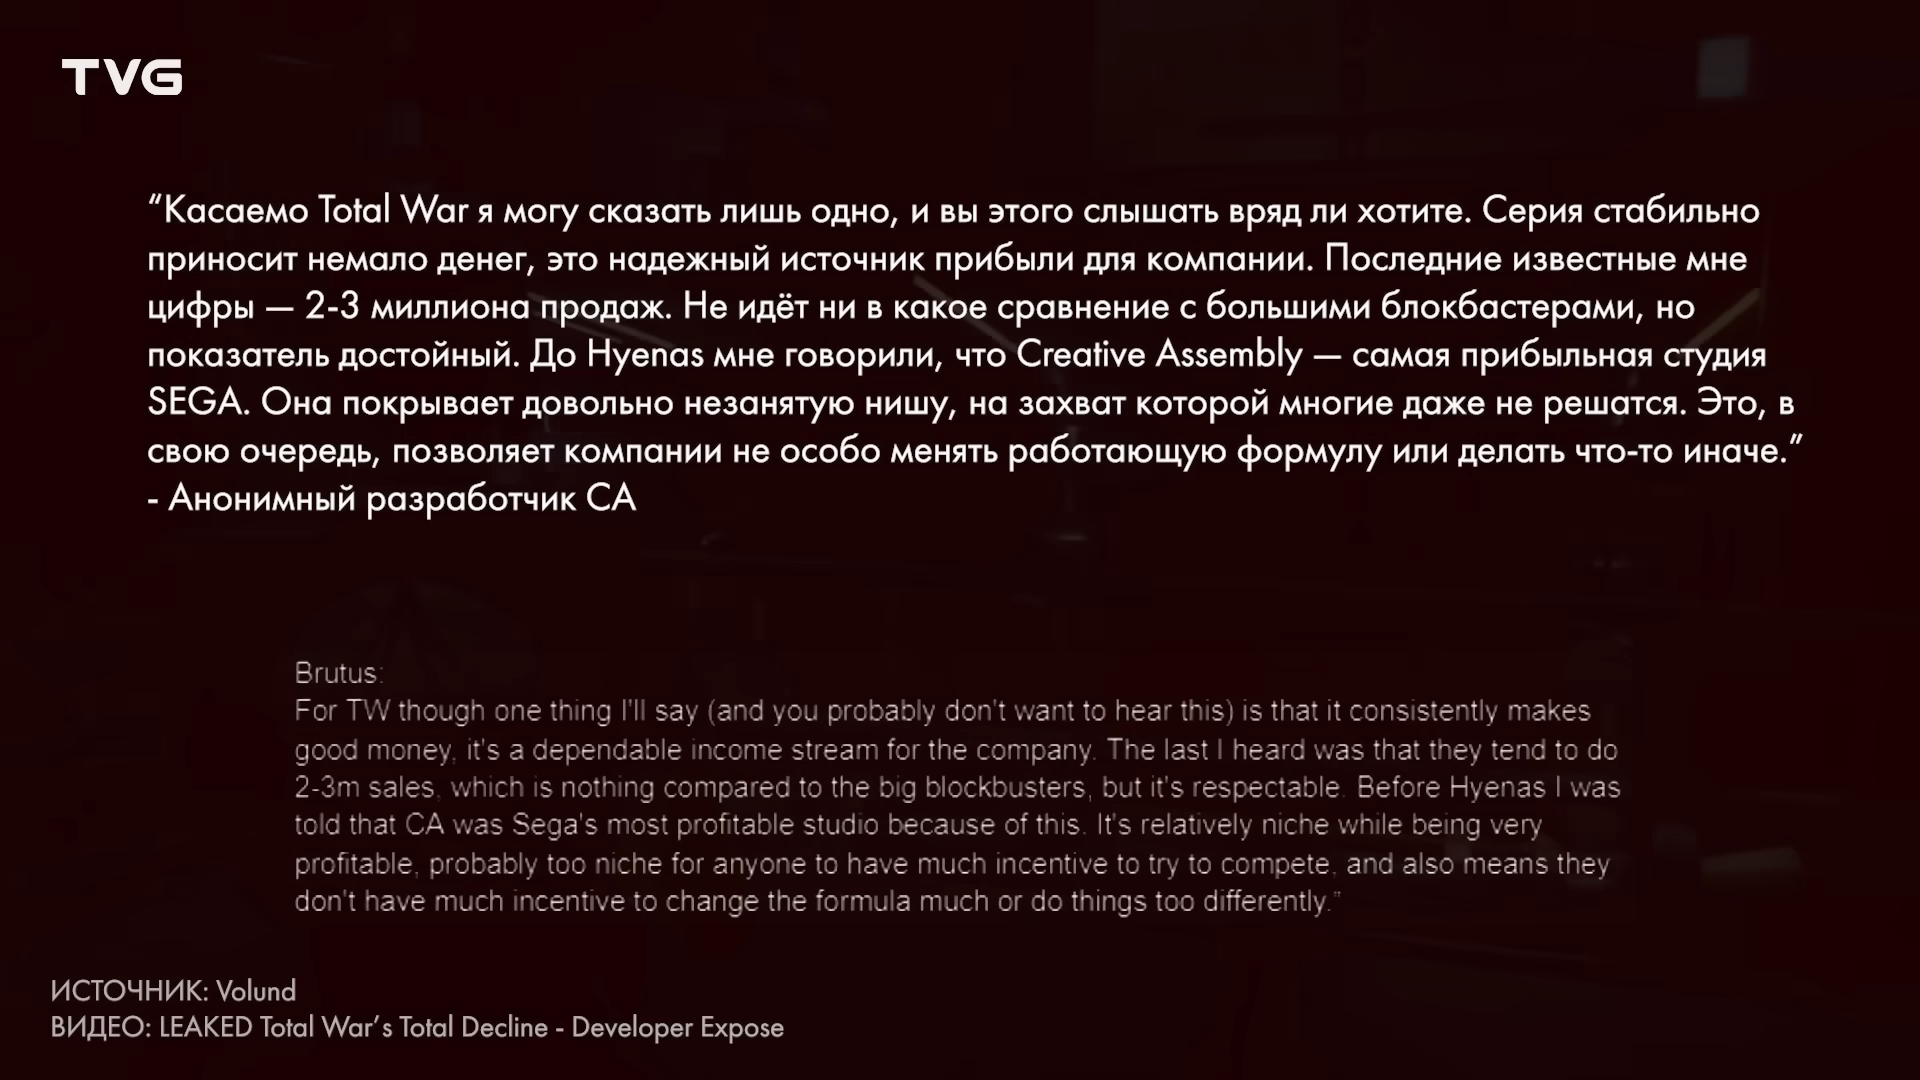 TVG
“Касаемо Total War я могу сказать лишь одно, и вы этого слышать вряд ли хотите. Серия стабильно
приносит немало денег, это надежный источник прибыли для компании. Последние известные мне
цифры — 2-3 миллиона продаж. Не идёт ни в какое сравнение с большими блокбастерами, но
показатель достойный. До Hyenas мне говорили, что Creative Assembly — самая прибыльная студия
SEGA. Она покрывает довольно незанятую нишу, на захват которой многие даже не решатся. Это, в
свою очередь, позволяет компании не особо менять работающую формулу или делать что-то иначе.”
- Анонимный разработчик CA
Brutus:
For TW though one thing I'll say (and you probably don't want to hear this) is that it consistently makes
good money, it's a dependable income stream for the company. The last I heard was that they tend to do
2-3m sales, which is nothing compared to the big blockbusters, but it's respectable. Before Hyenas I was
told that CA was Sega's most profitable studio because of this. It's relatively niche while being very
profitable, probably too niche for anyone to have much incentive to try to compete, and also means they
don't have much incentive to change the formula much or do things too differently.”
ИСТОЧНИК: Volund
ВИДЕО: LEAKED Total War’s Total Decline - Developer Expose